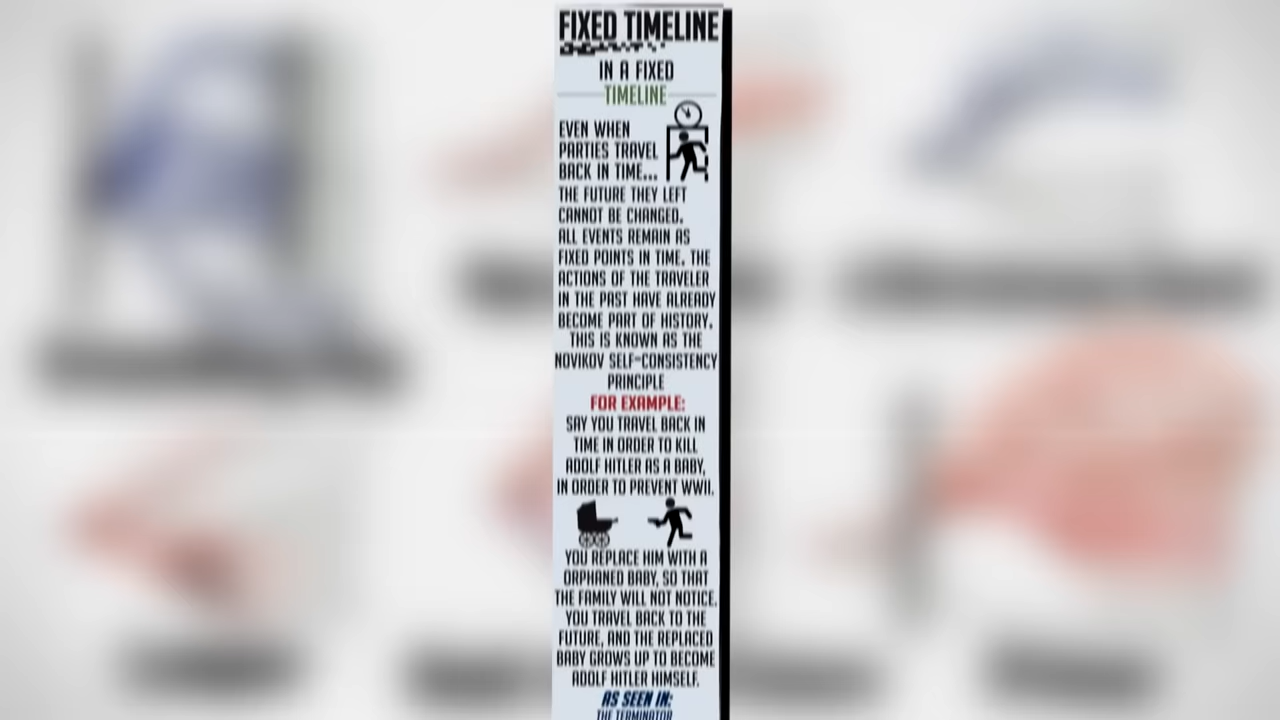 FIXED TIMELINE
IN A FIXED
TIMELINE
EVEN WHEN
PARTIES TRAVEL
BACK IN TIME...
THE FUTURE THEY LEFT
CANNOT BE CHANGED.
ALL EVENTS REMAIN AS
FIXED POINTS IN TIME. THE
ACTIONS OF THE TRAVELER
IN THE PAST HAVE ALREADY
BECOME PART OF HISTORY.
THIS IS KNOWN AS THE
NOVIKOV SELF-CONSISTENCY
PRINCIPLE
FOR EXAMPLE:
SAY YOU TRAVEL BACK IN
TIME IN ORDER TO KILL
ADOLF HITLER AS A BABY,
IN ORDER TO PREVENT WWII.
YOU REPLACE HIM WITH A
ORPHANED BABY, SO THAT
THE FAMILY WILL NOT NOTICE.
YOU TRAVEL BACK TO THE
FUTURE, AND THE REPLACED
BABY GROWS UP TO BECOME
ADOLF HITLER HIMSELF.
AS SEEN IN:
THE TERMINATOR